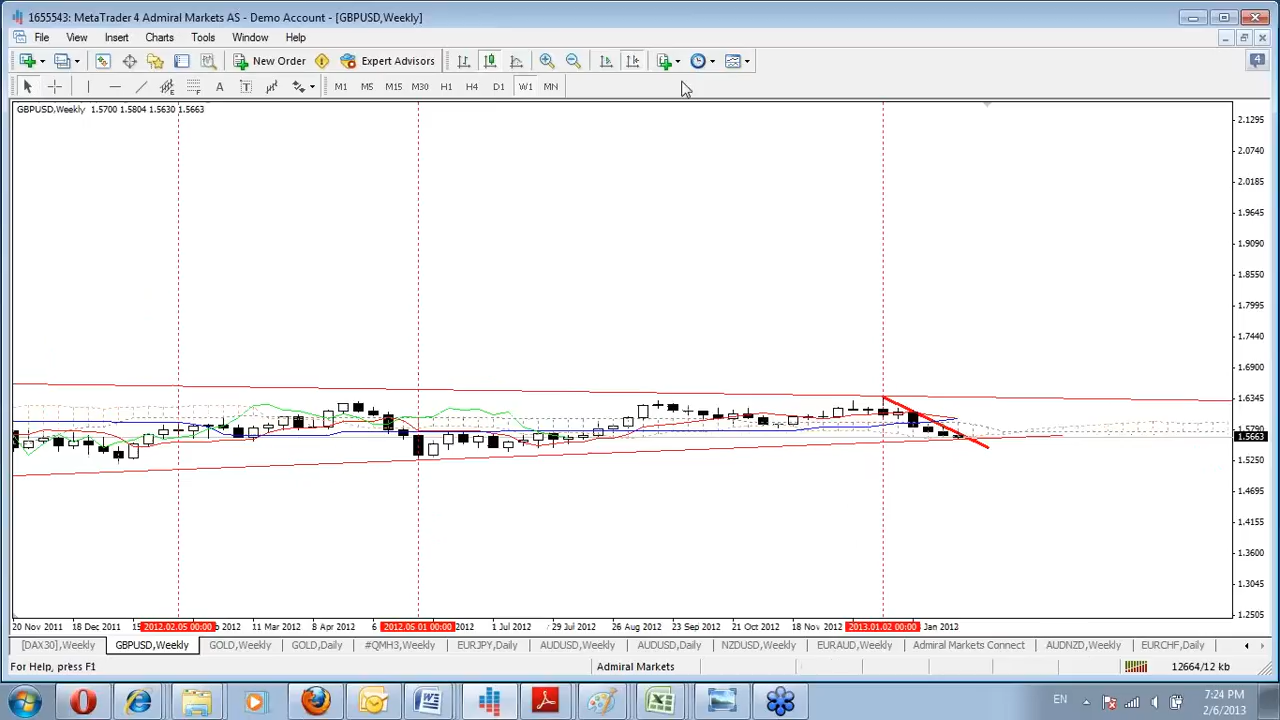 1655543: MetaTrader 4 Admiral Markets AS - Demo Account - [GBPUSD,Weekly]
File View Insert Charts Tools Window Help
New Order Expert Advisors 4
A T M1 M5 M15 M30 H1 H4 D1 W1 MN
GBPUSD,Weekly 1.5700 1.5804 1.5630 1.5663
2.1295
2.0740
2.0185
1.9645
1.9090
1.8550
1.7995
1.7440
1.6900
1.6345
1.5790
1.5663
1.5250
1.4695
1.4155
1.3600
1.3045
1.2505
20 Nov 2011 18 Dec 2011 15 2012.02.05 00:00 b 2012 11 Mar 2012 8 Apr 2012 6 2012.05.01 00:00 2012 1 Jul 2012 29 Jul 2012 26 Aug 2012 23 Sep 2012 21 Oct 2012 18 Nov 2012 2013.01.02 00:00 Jan 2012
[DAX30],Weekly GBPUSD,Weekly GOLD,Weekly GOLD,Daily #QMH3,Weekly EURJPY,Daily AUDUSD,Weekly AUDUSD,Daily NZDUSD,Weekly EURAUD,Weekly Admiral Markets Connect AUDNZD,Weekly EURCHF,Daily
For Help, press F1 Admiral Markets 12664/12 kb
EN 7:24 PM
2/6/2013